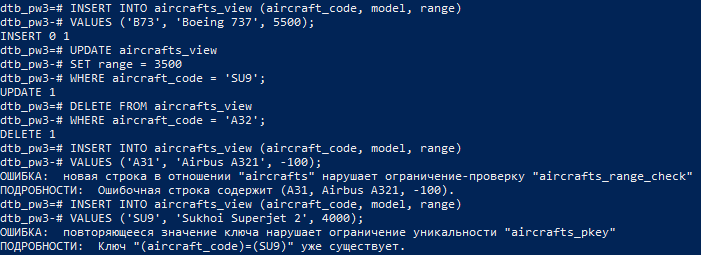 dtb_pw3=# INSERT INTO aircrafts_view (aircraft_code, model, range)
dtb_pw3-# VALUES ('B73', 'Boeing 737', 5500);
INSERT 0 1
dtb_pw3=# UPDATE aircrafts_view
dtb_pw3-# SET range = 3500
dtb_pw3-# WHERE aircraft_code = 'SU9';
UPDATE 1
dtb_pw3=# DELETE FROM aircrafts_view
dtb_pw3-# WHERE aircraft_code = 'A32';
DELETE 1
dtb_pw3=# INSERT INTO aircrafts_view (aircraft_code, model, range)
dtb_pw3-# VALUES ('A31', 'Airbus A321', -100);
ОШИБКА:  новая строка в отношении "aircrafts" нарушает ограничение-проверку "aircrafts_range_check"
ПОДРОБНОСТИ:  Ошибочная строка содержит (A31, Airbus A321, -100).
dtb_pw3=# INSERT INTO aircrafts_view (aircraft_code, model, range)
dtb_pw3-# VALUES ('SU9', 'Sukhoi Superjet 2', 4000);
ОШИБКА:  повторяющееся значение ключа нарушает ограничение уникальности "aircrafts_pkey"
ПОДРОБНОСТИ:  Ключ "(aircraft_code)=(SU9)" уже существует.